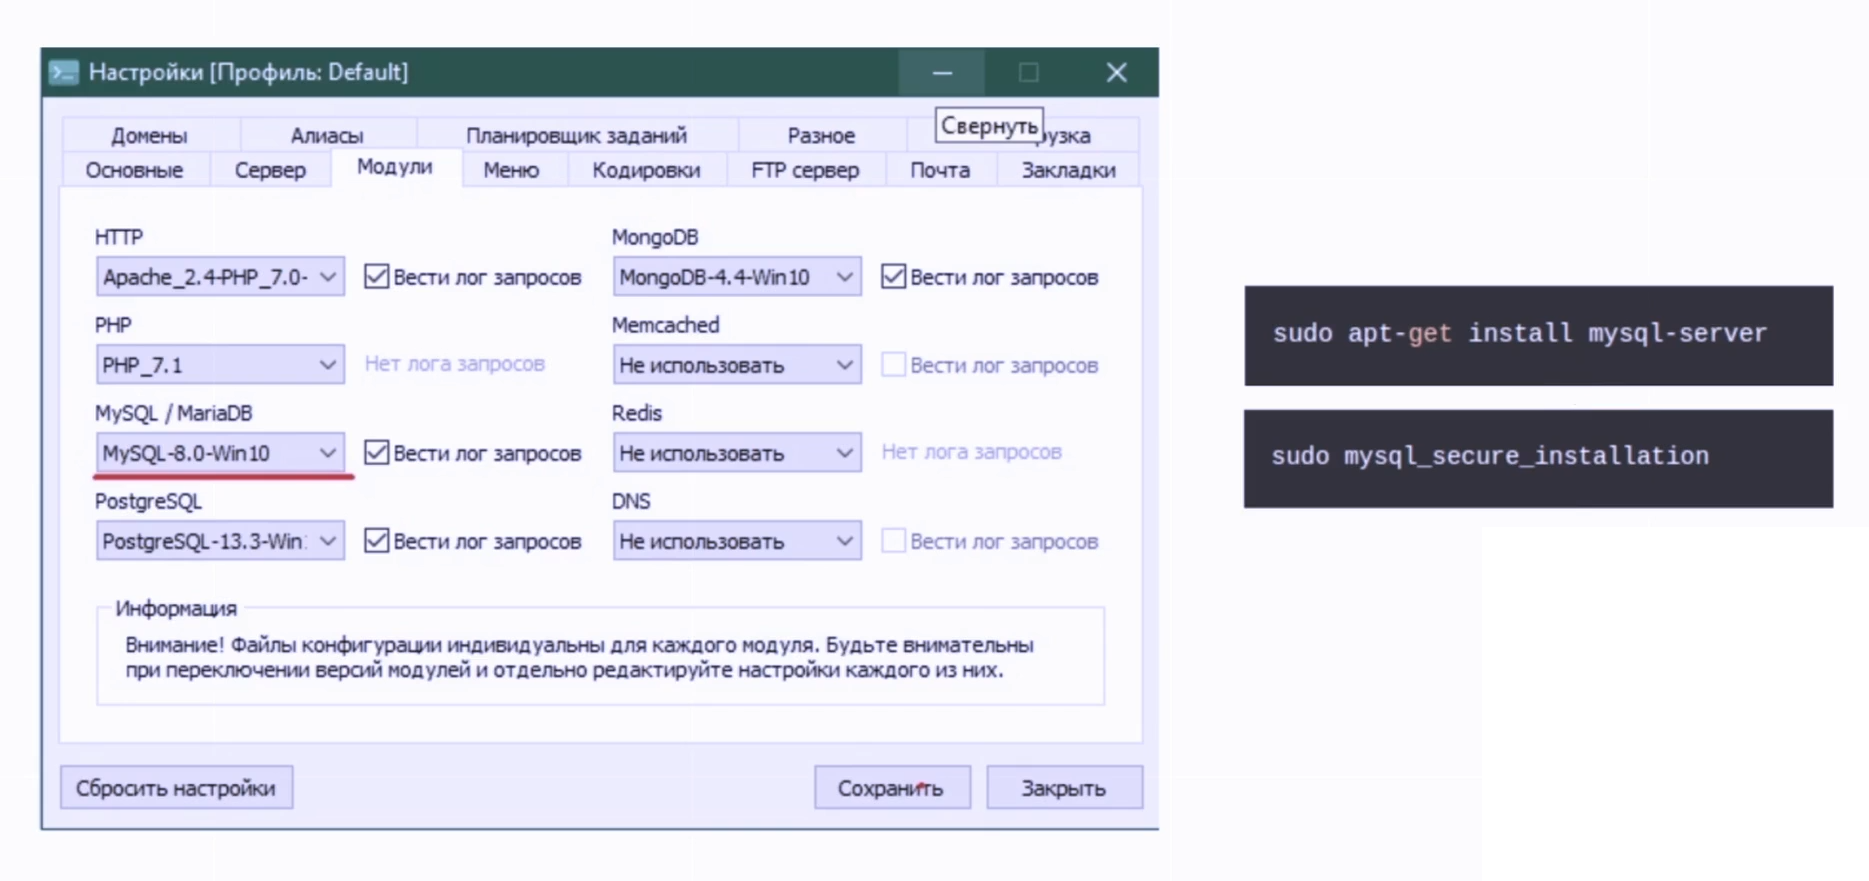 Настройки [Профиль: Default]
Свернуть
Домены Алиасы Планировщик заданий Разное рузка
Основные Сервер Модули Меню Кодировки FTP сервер Почта Закладки
HTTP MongoDB
Apache_2.4-PHP_7.0- Вести лог запросов MongoDB-4.4-Win10 Вести лог запросов
PHP Memcached
PHP_7.1 Нет лога запросов Не использовать Вести лог запросов
MySQL / MariaDB Redis
MySQL-8.0-Win10 Вести лог запросов Не использовать Нет лога запросов
PostgreSQL DNS
PostgreSQL-13.3-Win Вести лог запросов Не использовать Вести лог запросов
Информация
Внимание! Файлы конфигурации индивидуальны для каждого модуля. Будьте внимательны
при переключении версий модулей и отдельно редактируйте настройки каждого из них.
Сбросить настройки Сохранить Закрыть
sudo apt-get install mysql-server
sudo mysql_secure_installation